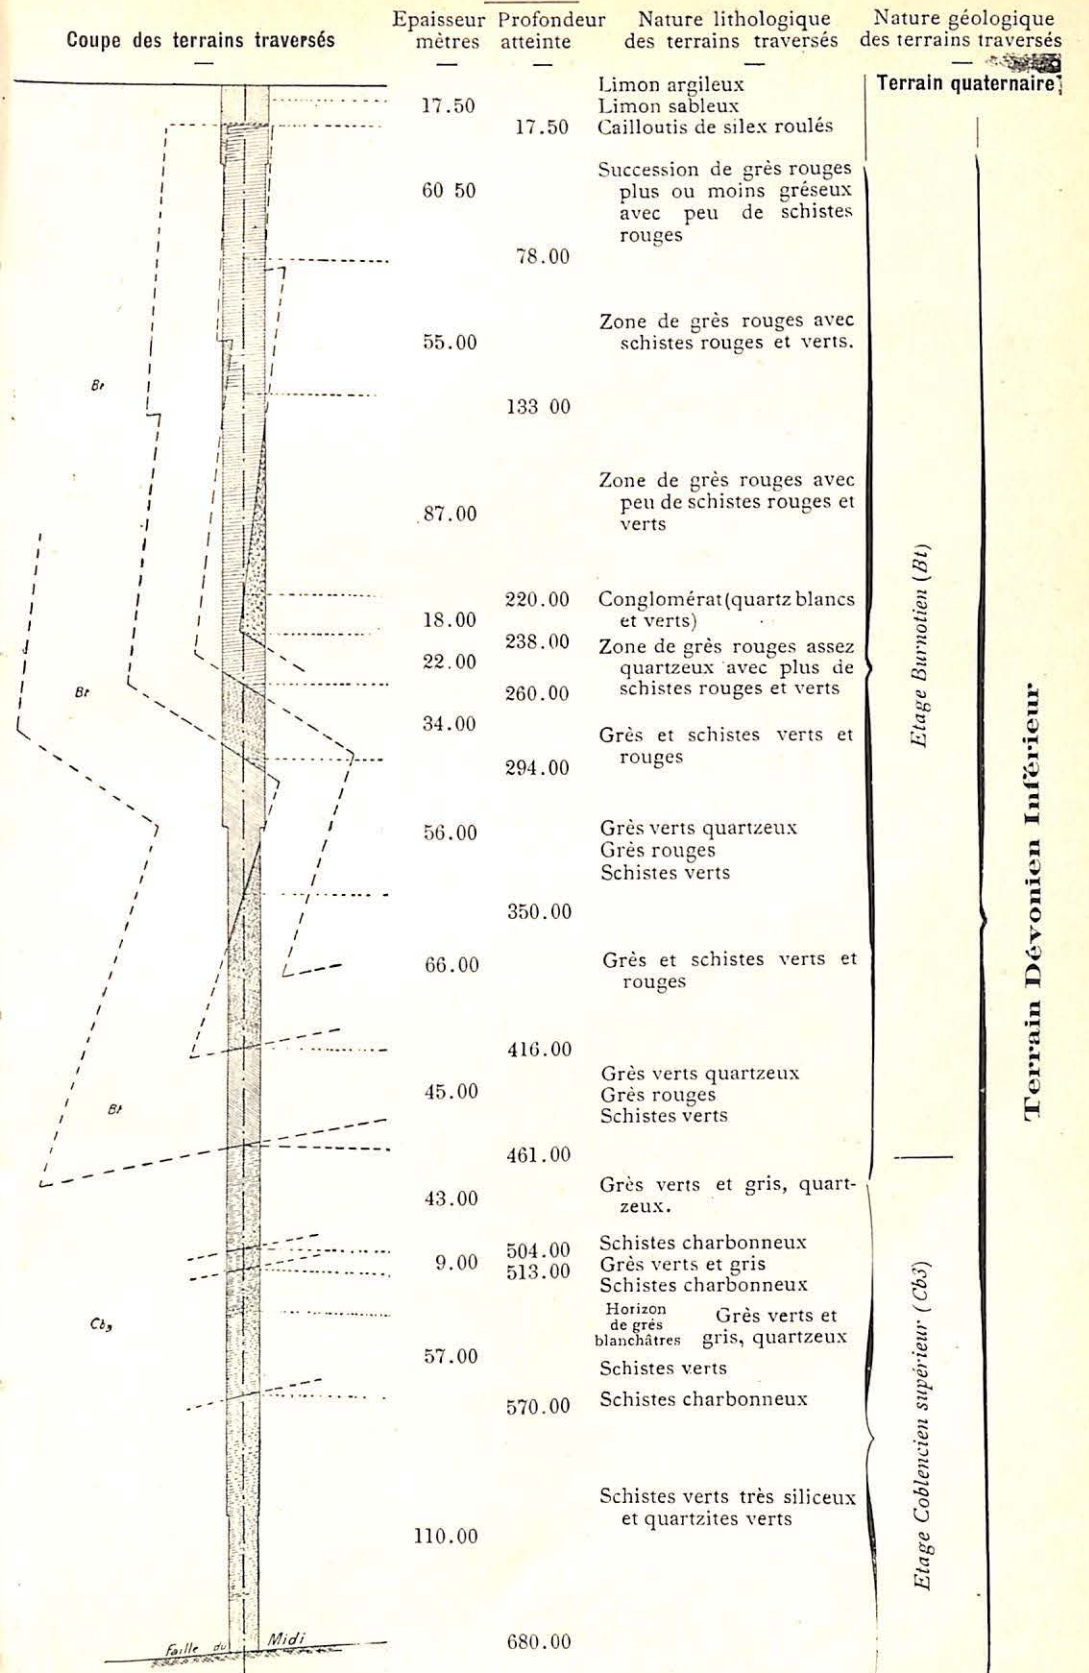 Coupe des terrains traversés
Epaisseur mètres
Profondeur atteinte
Nature lithologique des terrains traversés
Nature géologique des terrains traversés
Limon argileux
Terrain quaternaire
17.50
Limon sableux
17.50
Cailloutis de silex roulés
60 50
Succession de grès rouges
plus ou moins gréseux
avec peu de schistes
rouges
78.00
55.00
Zone de grès rouges avec
schistes rouges et verts.
Bt
133 00
87.00
Zone de grès rouges avec
peu de schistes rouges et
verts
220.00
Conglomérat (quartz blancs
et verts)
18.00
238.00
22.00
Zone de grès rouges assez
quartzeux avec plus de
schistes rouges et verts
Bt
260.00
34.00
Grès et schistes verts et
rouges
294.00
56.00
Grès verts quartzeux
Grès rouges
Schistes verts
350.00
66.00
Grès et schistes verts et
rouges
416.00
45.00
Grès verts quartzeux
Grès rouges
Schistes verts
Bt
461.00
43.00
Grès verts et gris, quart-
zeux.
504.00
Schistes charbonneux
9.00
Grès verts et gris
513.00
Schistes charbonneux
Horizon
de grés
blanchâtres
Grès verts et
gris, quartzeux
Cb3
57.00
Schistes verts
570.00
Schistes charbonneux
Schistes verts très siliceux
et quartzites verts
110.00
680.00
Faille du Midi
Etage Burnotien (Bt)
Etage Coblencien supérieur (Cb3)
Terrain Dévonien Inférieur